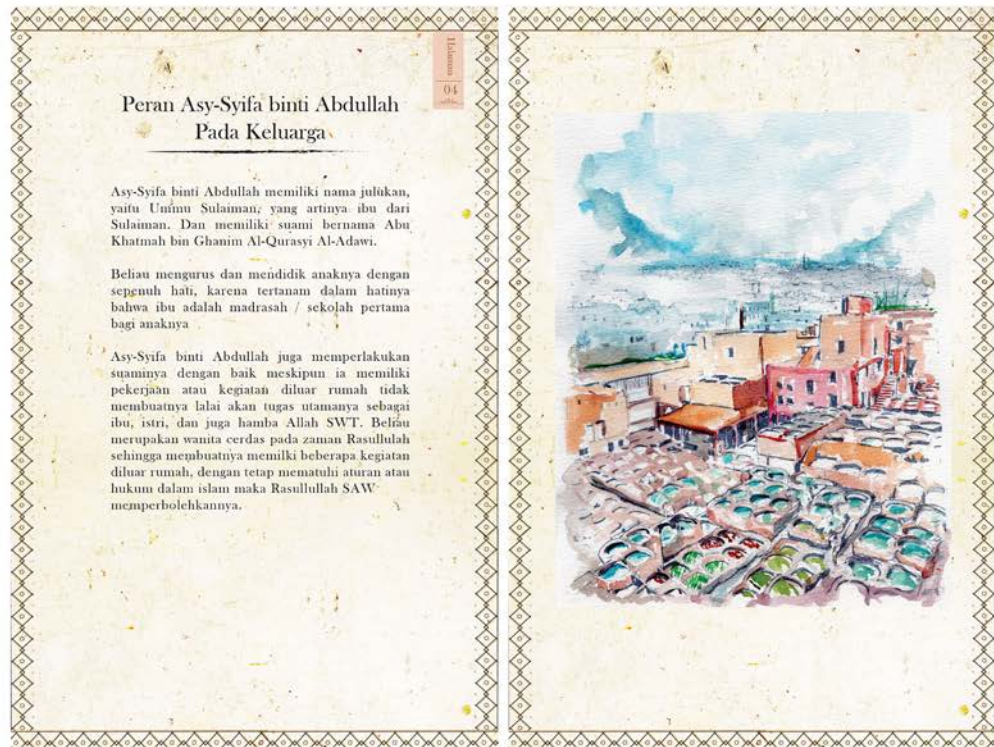 Halaman
04
Peran Asy-Syifa binti Abdullah
Pada Keluarga
Asy-Syifa binti Abdullah memiliki nama julukan,
yaitu Ummu Sulaiman, yang artinya ibu dari
Sulaiman. Dan memiliki suami bernama Abu
Khatmah bin Ghanim Al-Qurasyi Al-Adawi.
Beliau mengurus dan mendidik anaknya dengan
sepenuh hati, karena tertanam dalam hatinya
bahwa ibu adalah madrasah / sekolah pertama
bagi anaknya
Asy-Syifa binti Abdullah juga memperlakukan
suaminya dengan baik meskipun ia memiliki
pekerjaan atau kegiatan diluar rumah tidak
membuatnya lalai akan tugas utamanya sebagai
ibu, istri, dan juga hamba Allah SWT. Beliau
merupakan wanita cerdas pada zaman Rasullulah
sehingga membuatnya memilki beberapa kegiatan
diluar rumah, dengan tetap mematuhi aturan atau
hukum dalam islam maka Rasullullah SAW
memperbolehkannya.